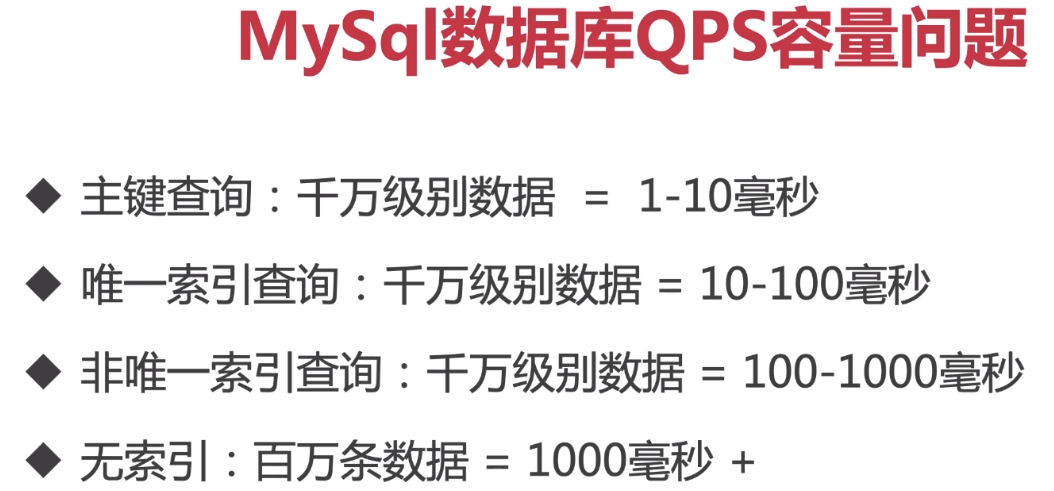 MySql数据库QPS容量问题
◆ 主键查询：千万级别数据 = 1-10毫秒
◆ 唯一索引查询：千万级别数据 = 10-100毫秒
◆ 非唯一索引查询：千万级别数据 = 100-1000毫秒
◆ 无索引：百万条数据 = 1000毫秒 +